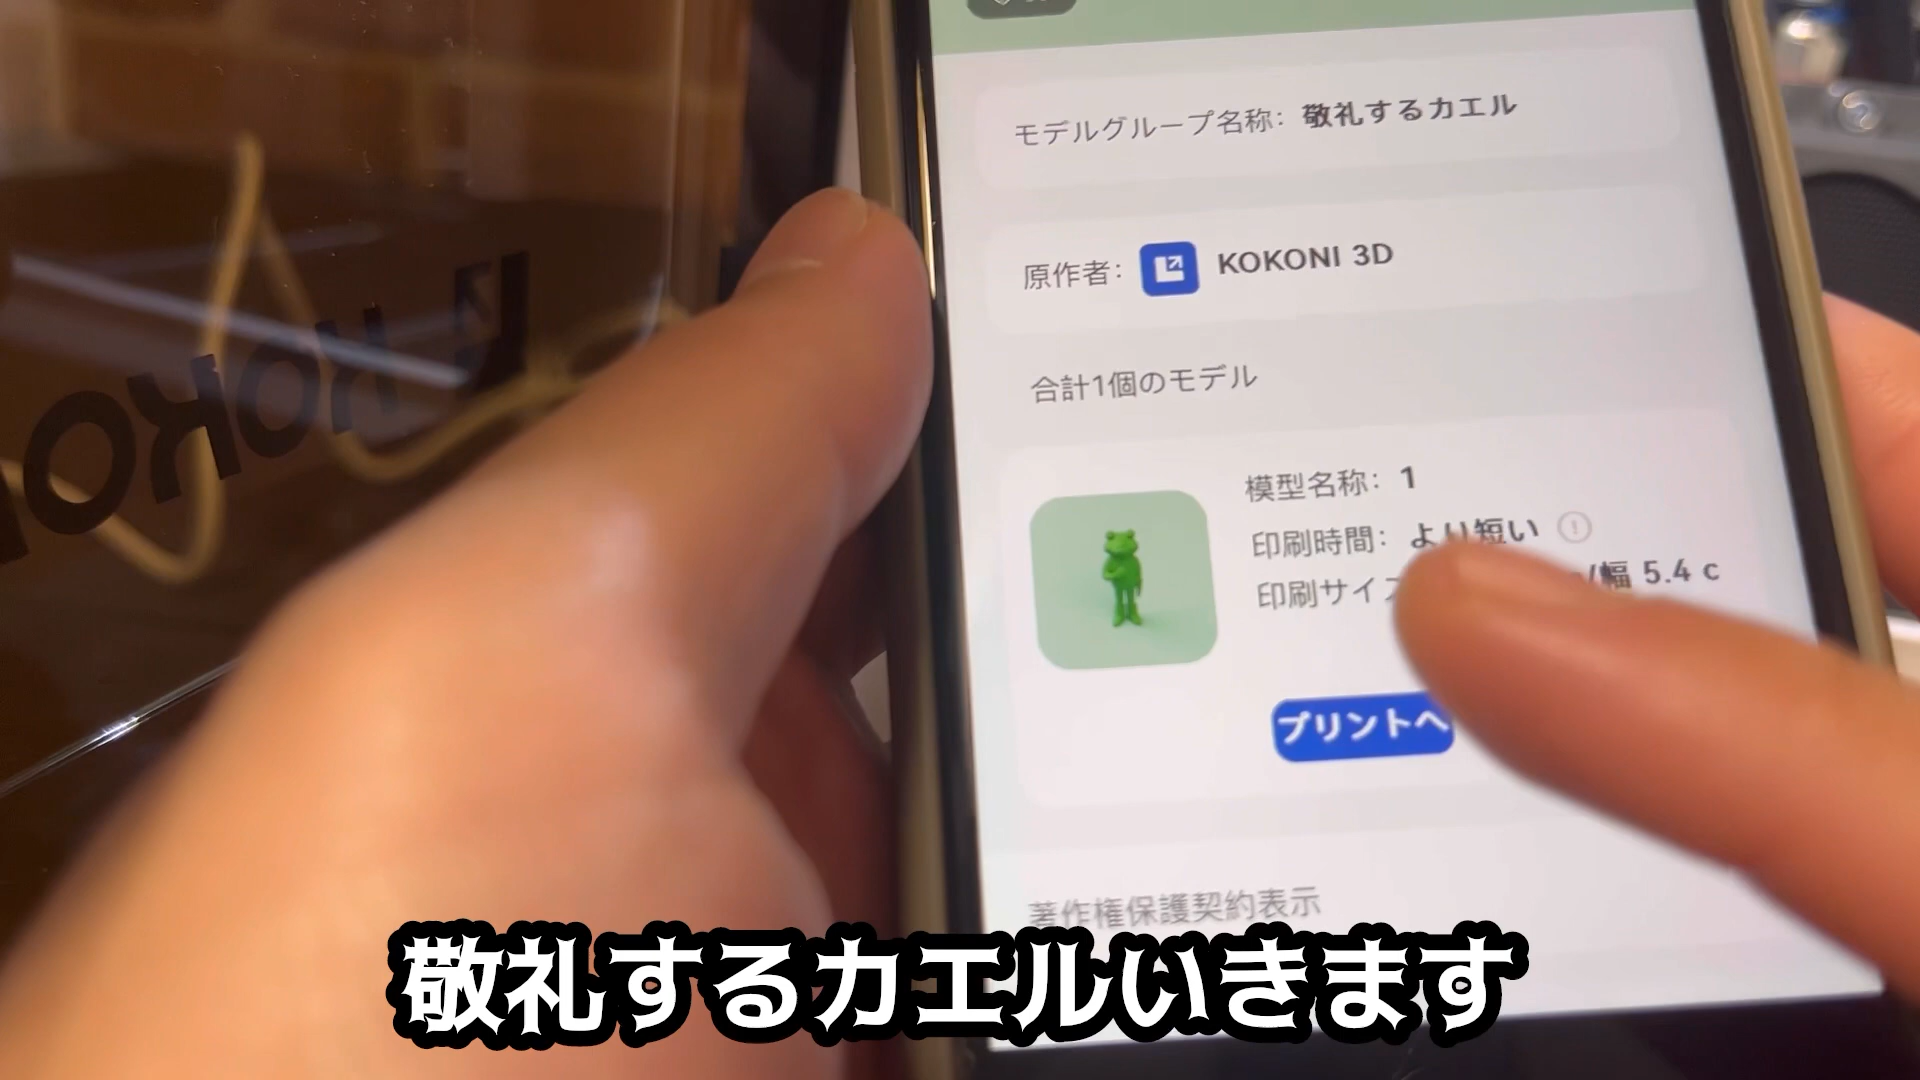 モデルグループ名称: 敬礼するカエル
原作者: KOKONI 3D
合計1個のモデル
模型名称: 1
印刷時間: より短い
印刷サイズ /幅 5.4 c
プリントへ
著作権保護契約表示
KOKO
敬礼するカエルいきます